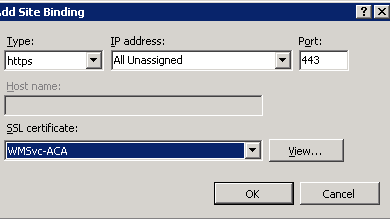 Add Site Binding
Type: IP address: Port:
https All Unassigned 443
Host name:
SSL certificate:
WMSvc-ACA View...
OK Cancel